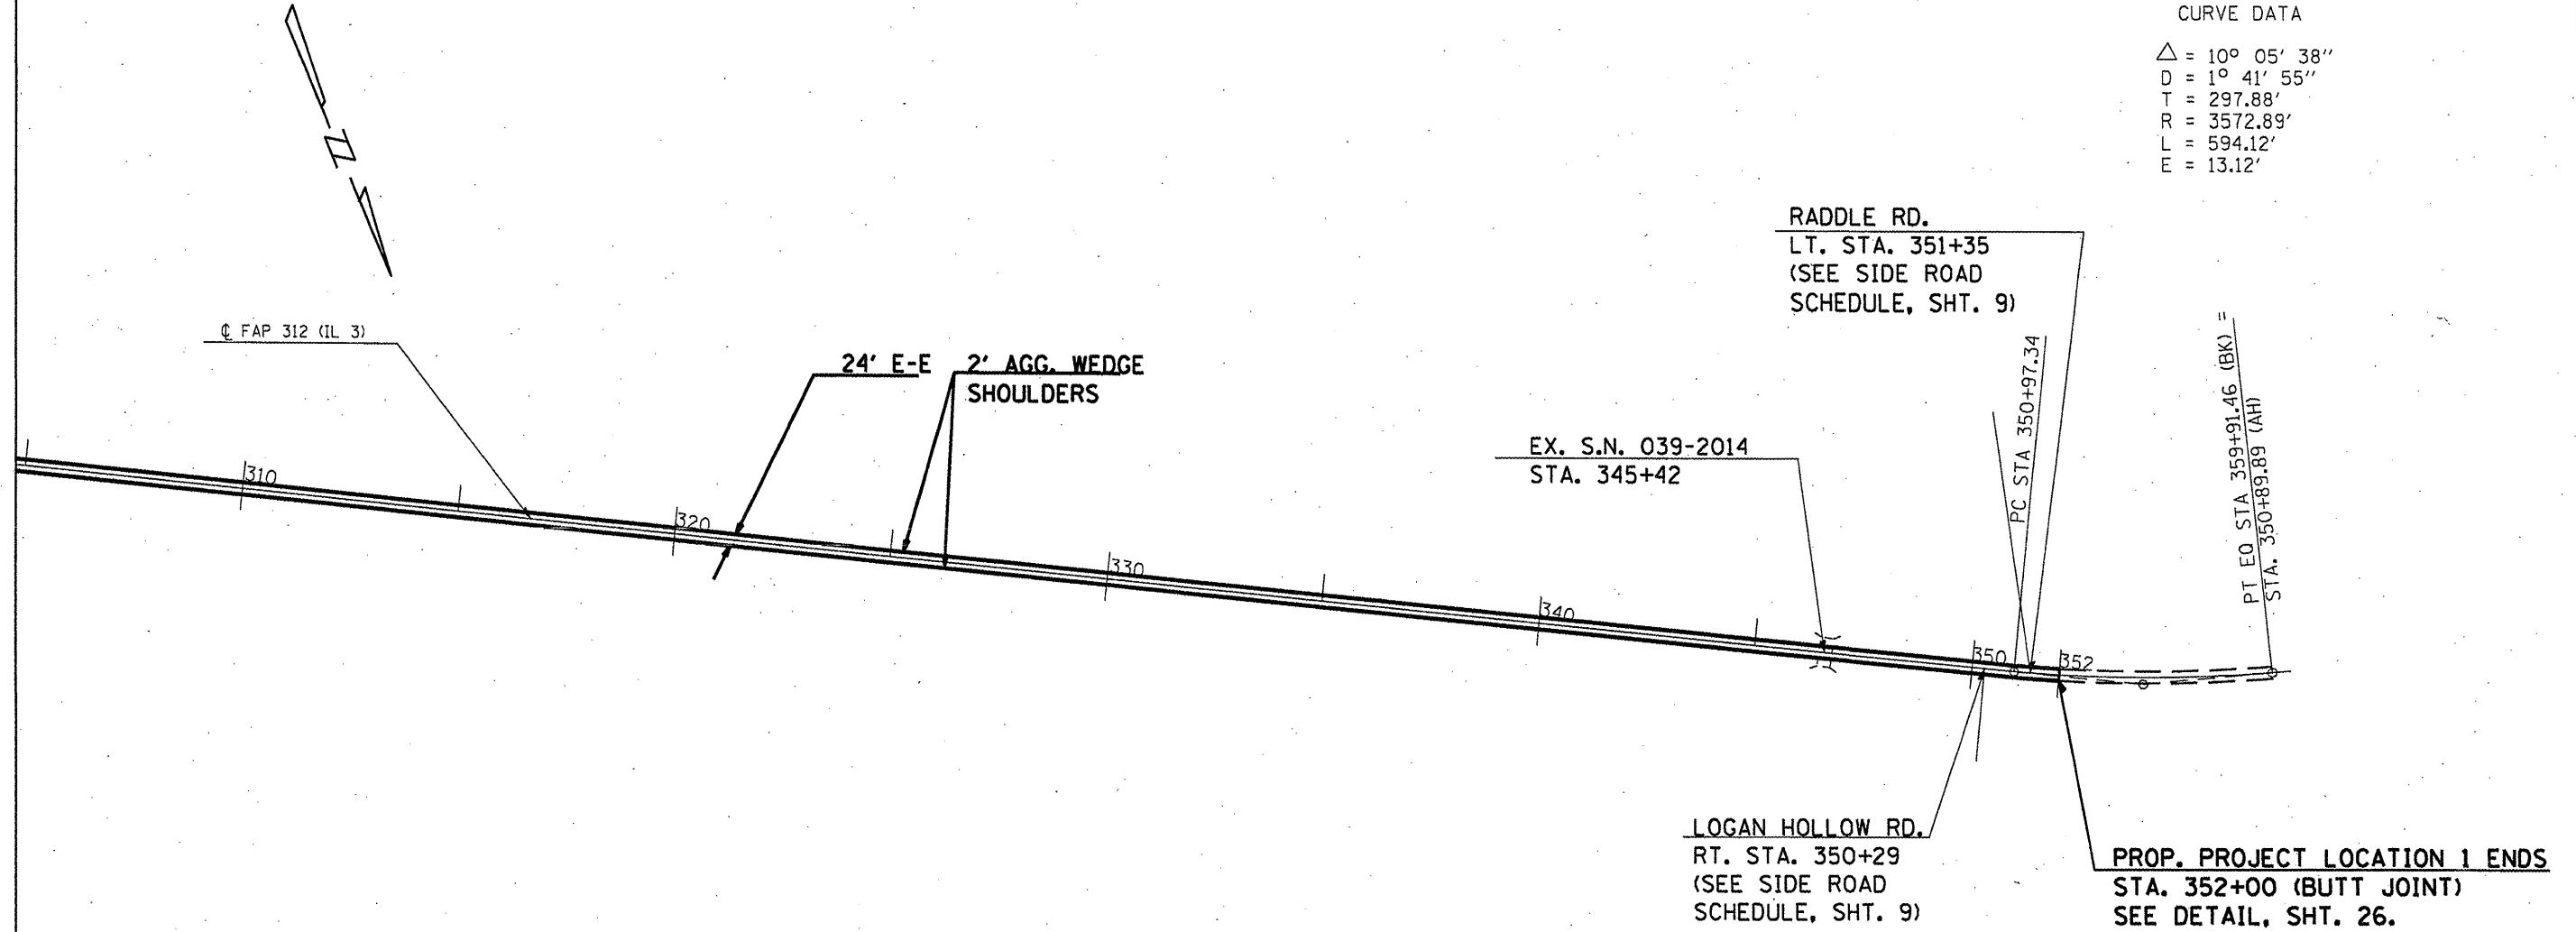 CURVE DATA
△ = 10° 05' 38"
D = 1° 41' 55"
T = 297.88'
R = 3572.89'
L = 594.12'
E = 13.12'
N
RADDLE RD.
LT. STA. 351+35
(SEE SIDE ROAD
SCHEDULE, SHT. 9)
℄ FAP 312 (IL 3)
24' E-E
2' AGG. WEDGE
SHOULDERS
EX. S.N. 039-2014
STA. 345+42
PC STA 350+97.34
PT EQ STA 359+91.46 (BK) =
STA. 350+89.89 (AH)
310
320
330
340
350
352
LOGAN HOLLOW RD.
RT. STA. 350+29
(SEE SIDE ROAD
SCHEDULE, SHT. 9)
PROP. PROJECT LOCATION 1 ENDS
STA. 352+00 (BUTT JOINT)
SEE DETAIL, SHT. 26.